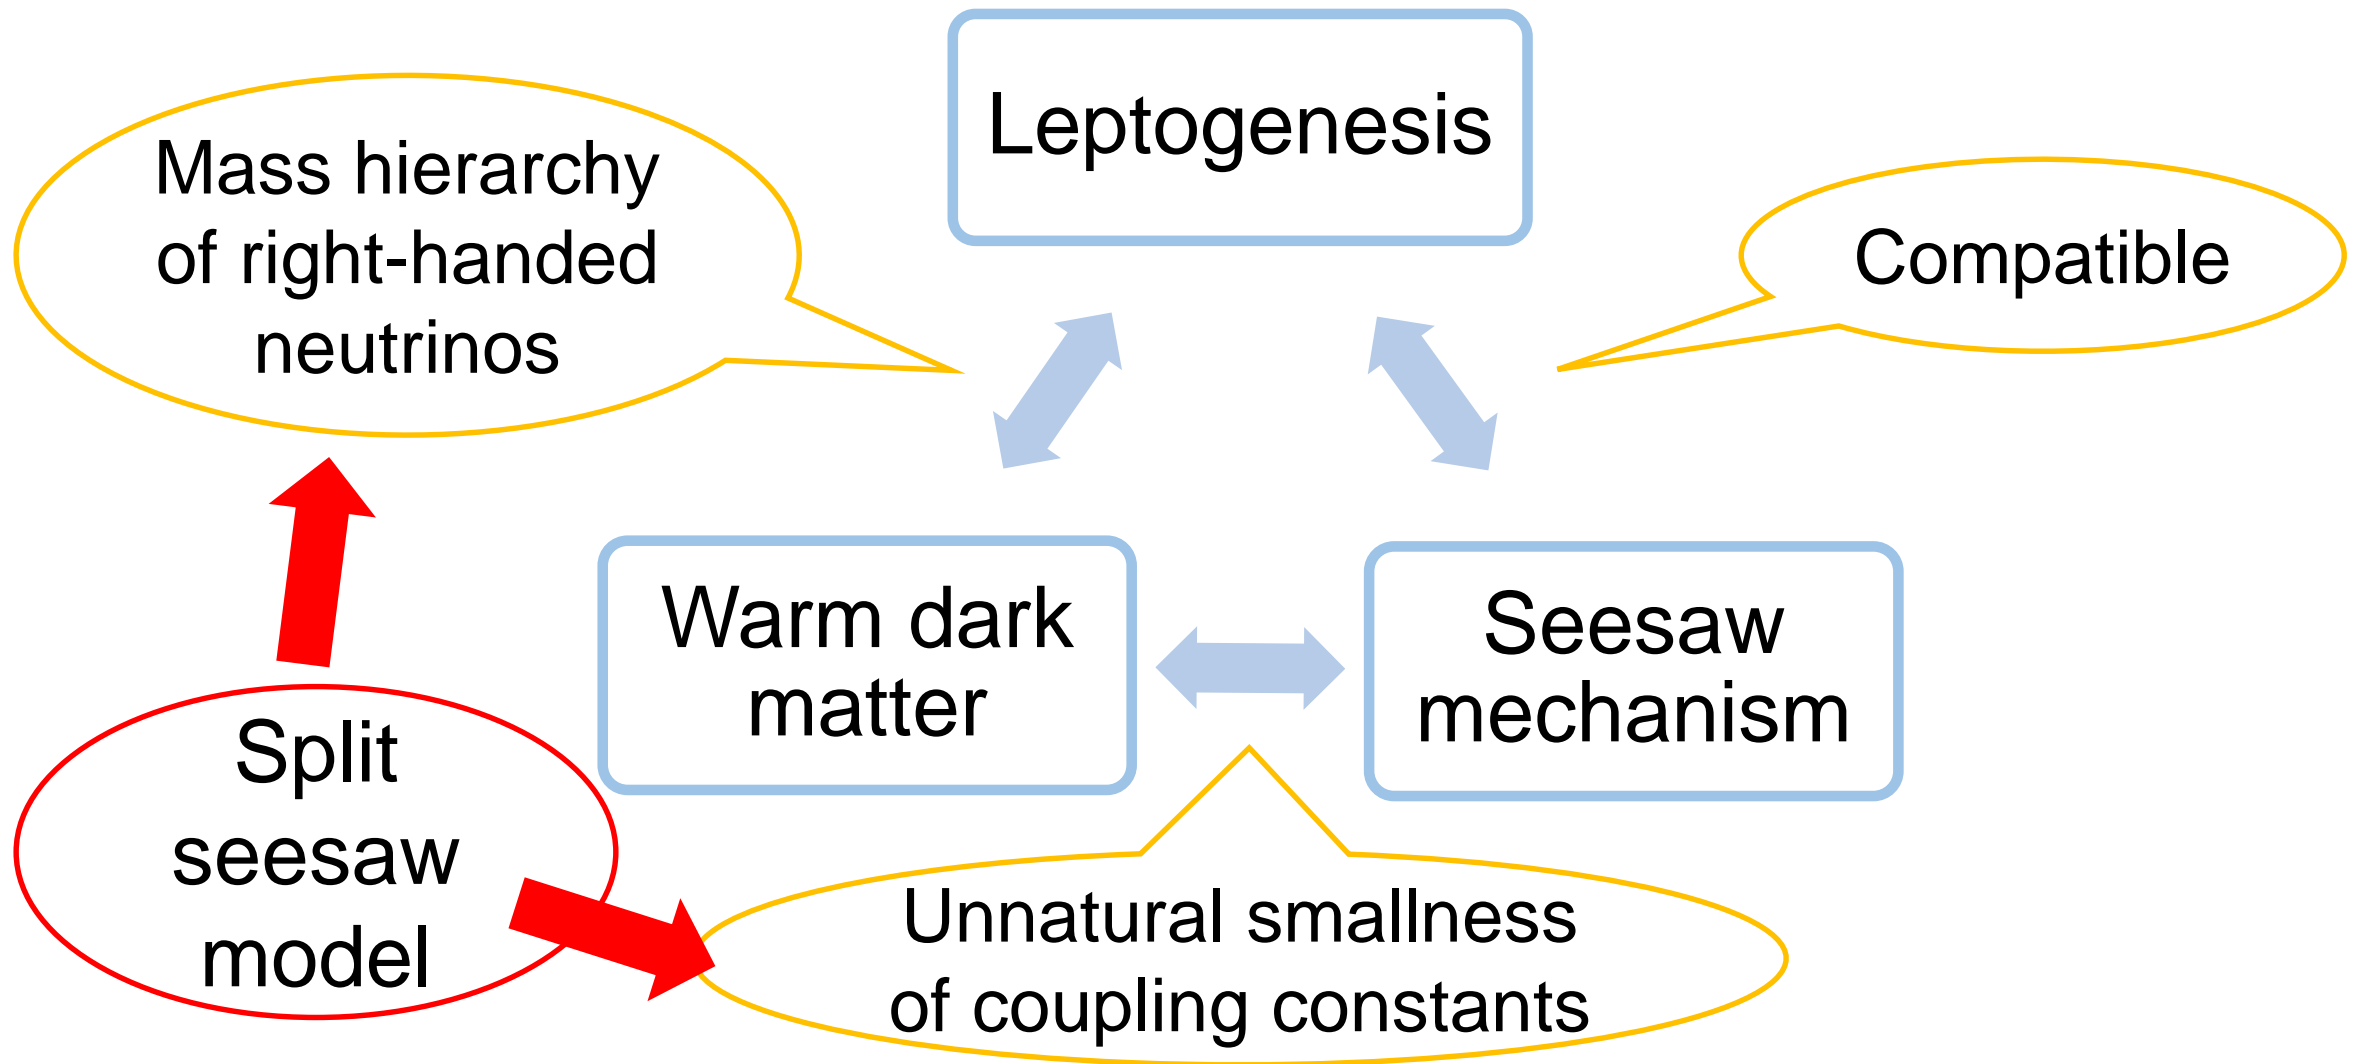 Leptogenesis
Mass hierarchy
of right-handed
neutrinos
Compatible
Warm dark
matter
Seesaw
mechanism
Split
seesaw
model
Unnatural smallness
of coupling constants